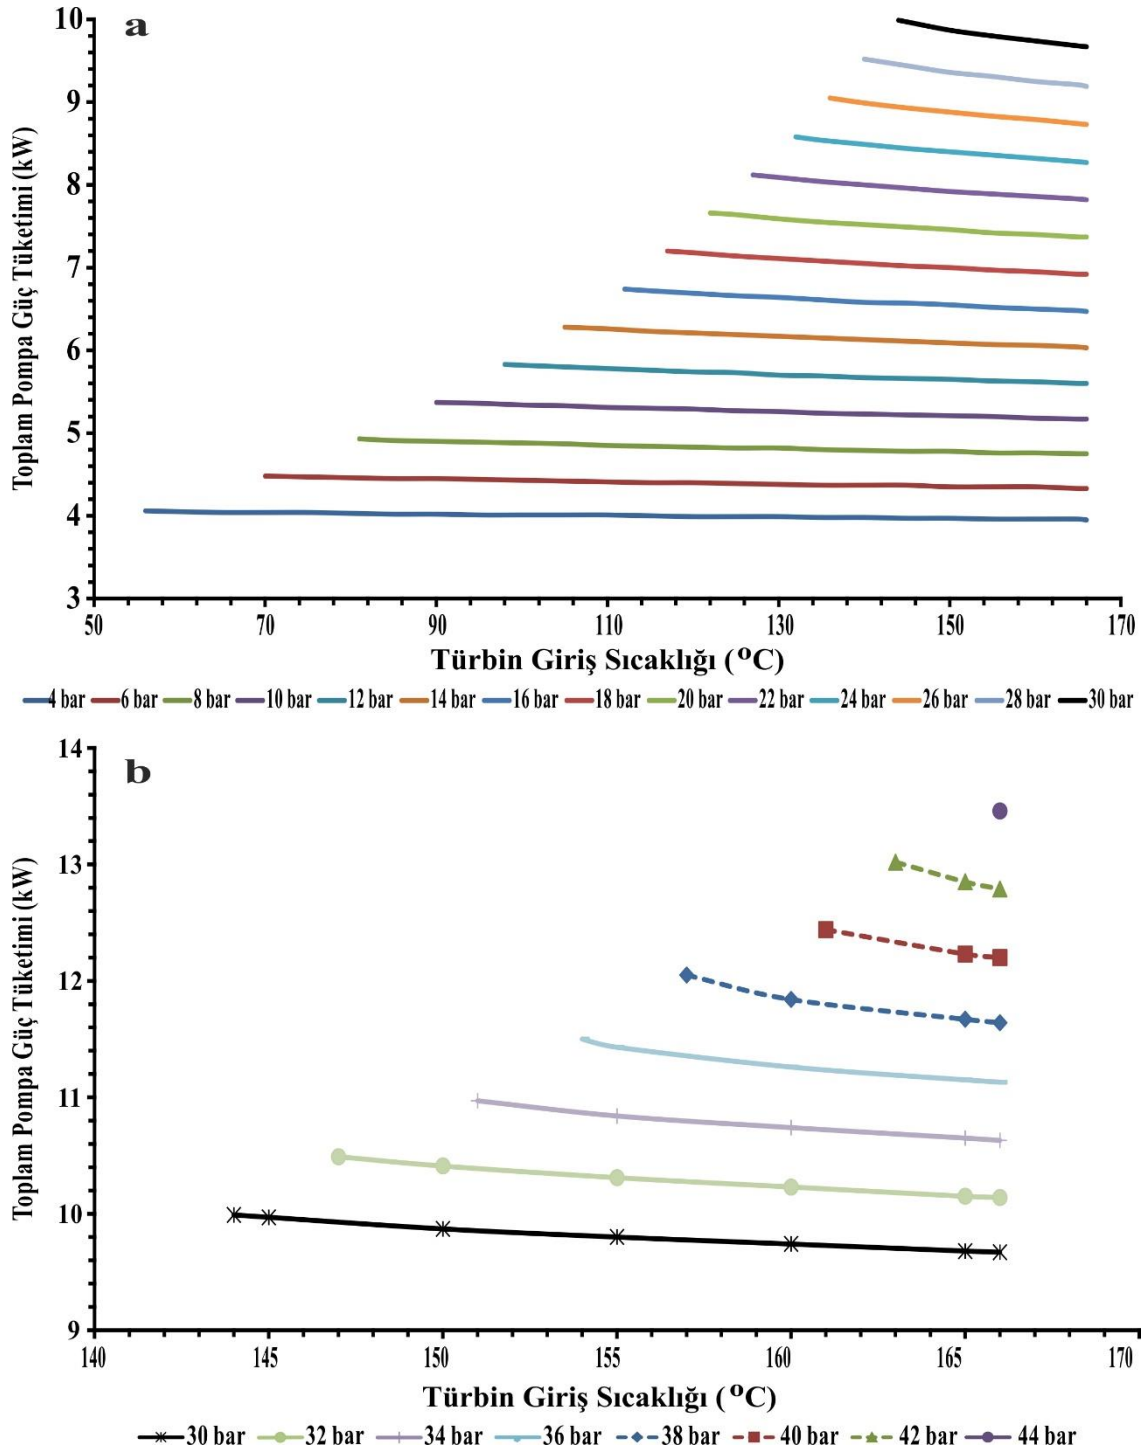 a
Toplam Pompa Güç Tüketimi (kW)
10
9
8
7
6
5
4
3
50 70 90 110 130 150 170
Türbin Giriş Sıcaklığı (°C)
4 bar 6 bar 8 bar 10 bar 12 bar 14 bar 16 bar 18 bar 20 bar 22 bar 24 bar 26 bar 28 bar 30 bar
b
Toplam Pompa Güç Tüketimi (kW)
14
13
12
11
10
9
140 145 150 155 160 165 170
Türbin Giriş Sıcaklığı (°C)
30 bar 32 bar 34 bar 36 bar 38 bar 40 bar 42 bar 44 bar